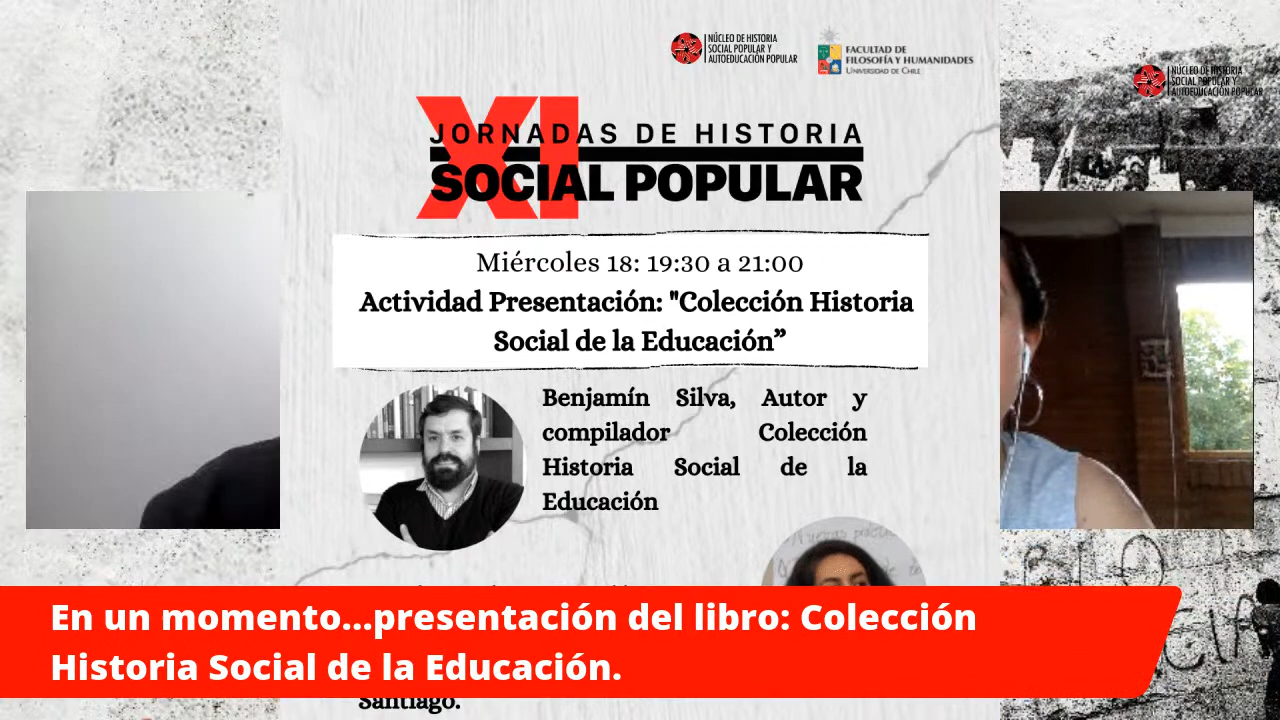 NÚCLEO DE HISTORIA
SOCIAL POPULAR Y
AUTOEDUCACIÓN POPULAR
FACULTAD DE
FILOSOFÍA Y HUMANIDADES
UNIVERSIDAD DE CHILE
NÚCLEO DE HISTORIA
SOCIAL POPULAR Y
AUTOEDUCACIÓN POPULAR
XI
JORNADAS DE HISTORIA
SOCIAL POPULAR
Miércoles 18: 19:30 a 21:00
Actividad Presentación: "Colección Historia
Social de la Educación”
Benjamín Silva, Autor y
compilador Colección
Historia Social de la
Educación
En un momento...presentación del libro: Colección
Historia Social de la Educación.
Santiago.